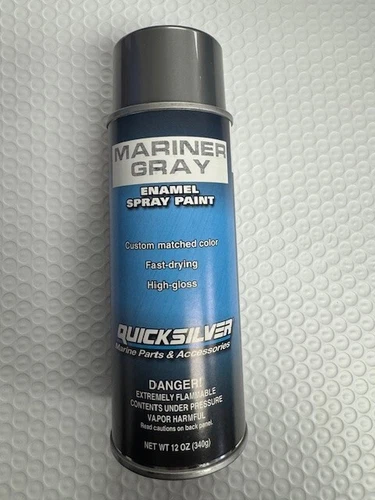 MARINER
GRAY
ENAMEL
SPRAY PAINT
Custom matched color
Fast-drying
High-gloss
QUICKSILVER
Marine Parts & Accessories
DANGER!
EXTREMELY FLAMMABLE
CONTENTS UNDER PRESSURE
VAPOR HARMFUL
Read cautions on back panel.
NET WT 12 OZ (340g)